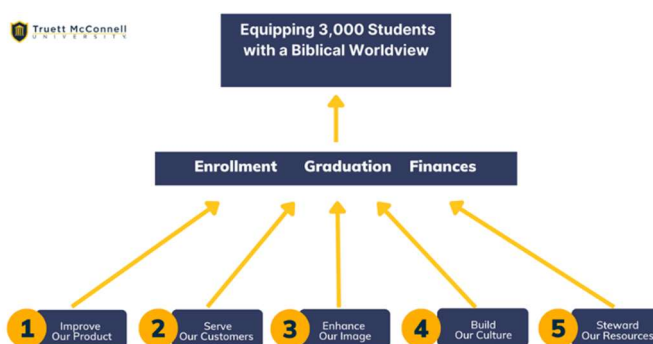 Truett McConnell
UNIVERSITY
Equipping 3,000 Students
with a Biblical Worldview
Enrollment Graduation Finances
1 Improve
Our Product
2 Serve
Our Customers
3 Enhance
Our Image
4 Build
Our Culture
5 Steward
Our Resources